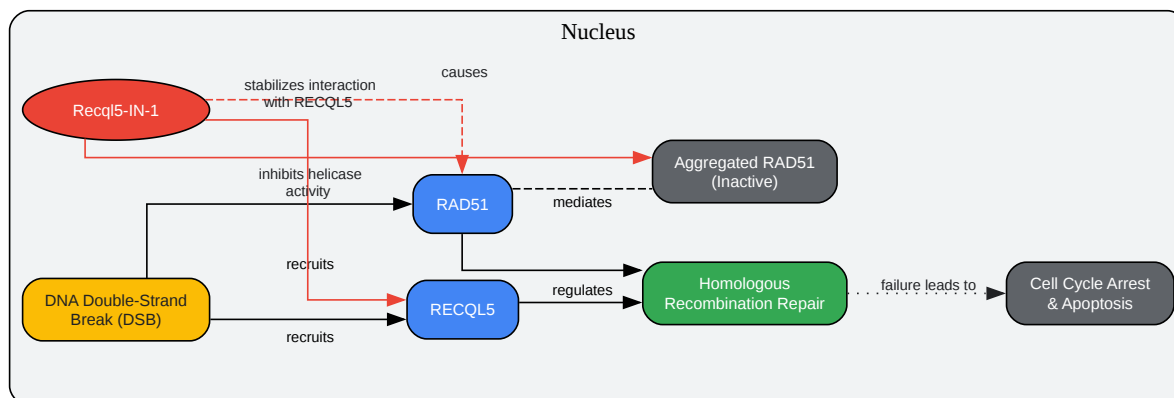 Nucleus
causes
stabilizes interaction
with RECQL5
Recql5-IN-1
Aggregated RAD51
(Inactive)
inhibits helicase
activity
RAD51
mediates
recruits
DNA Double-Strand
Break (DSB)
RECQL5
regulates
Homologous
Recombination Repair
failure leads to
Cell Cycle Arrest
& Apoptosis
recruits